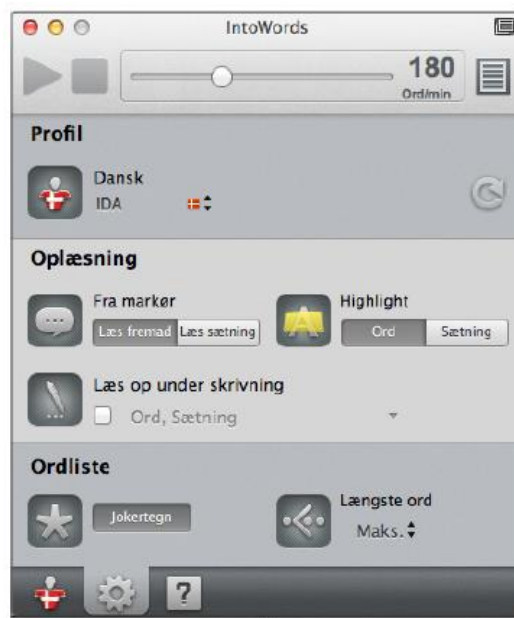 IntoWords
180
Ord/min
Profil
Dansk
IDA
Oplæsning
Fra markør
Læs fremad Læs sætning
Highlight
Ord Sætning
Læs op under skrivning
Ord, Sætning
Ordliste
Jokertegn
Længste ord
Maks.
?